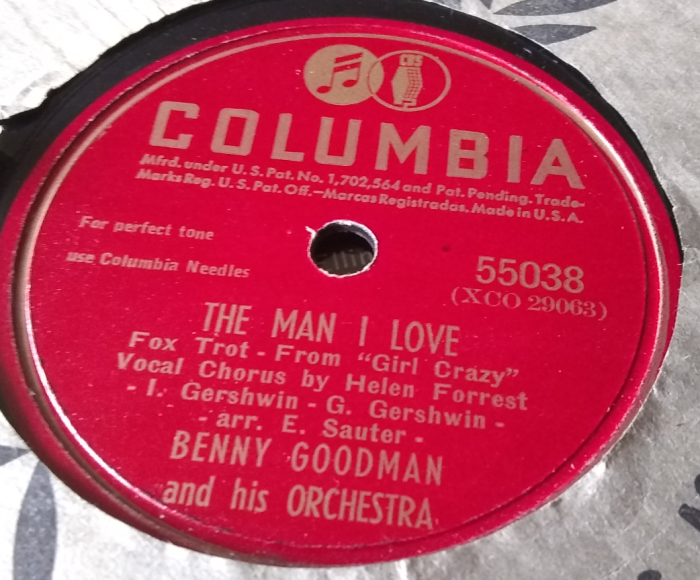 CBS
COLUMBIA
Mfrd. under U. S. Pat. No. 1,702,564 and Pat. Pending. Trade-
Marks Reg. U. S. Pat. Off.—Marcas Registradas. Made in U. S. A.
For perfect tone
use Columbia Needles
55038
(XCO 29063)
THE MAN I LOVE
Fox Trot - From “Girl Crazy”
Vocal Chorus by Helen Forrest
- I. Gershwin - G. Gershwin -
- arr. E. Sauter -
BENNY GOODMAN
and his ORCHESTRA